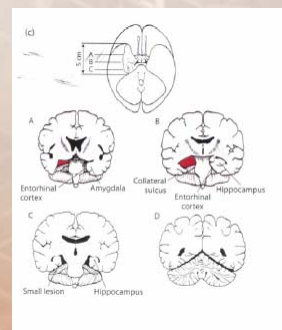 (c)
5 cm
A
B
C
A
B
Entorhinal
cortex
Amygdala
Collateral
sulcus
Entorhinal
cortex
Hippocampus
C
D
Small lesion
Hippocampus